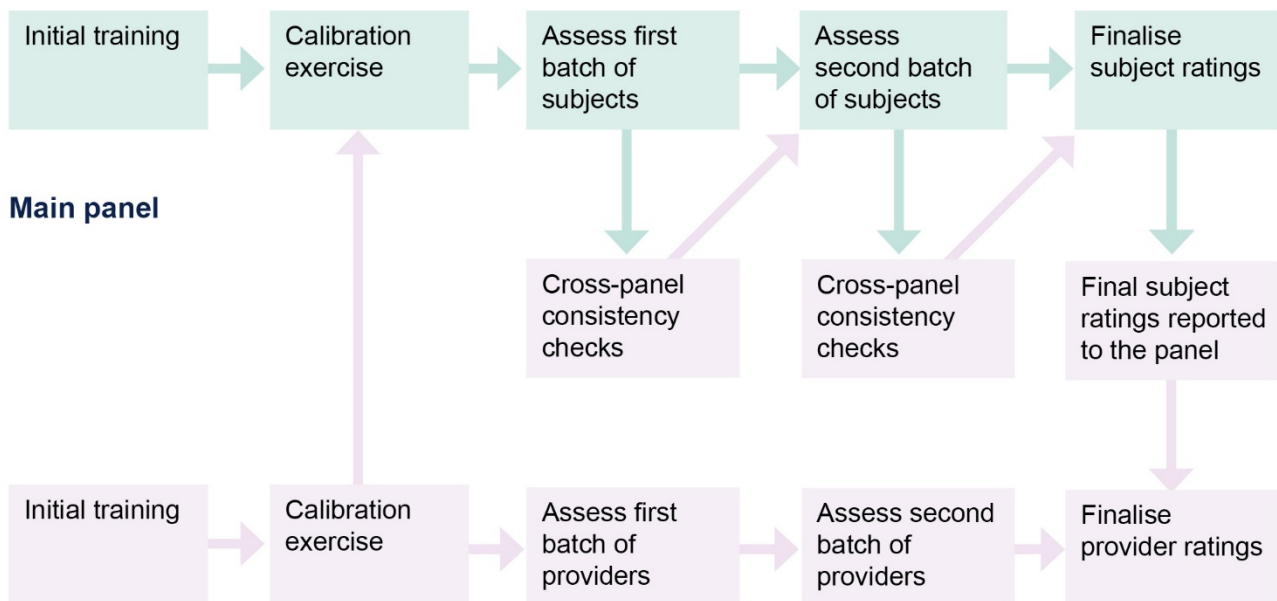 Initial training
Calibration
exercise
Assess first
batch of
subjects
Assess
second batch
of subjects
Finalise
subject ratings
Main panel
Cross-panel
consistency
checks
Cross-panel
consistency
checks
Final subject
ratings reported
to the panel
Initial training
Calibration
exercise
Assess first
batch of
providers
Assess second
batch of
providers
Finalise
provider ratings